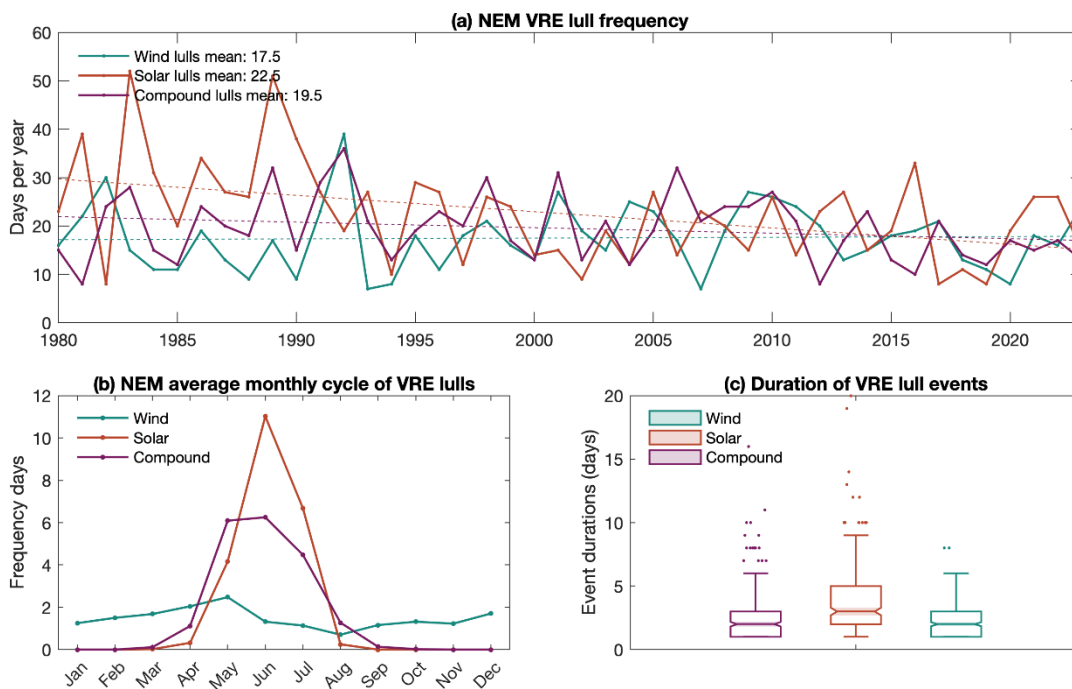 (a) NEM VRE lull frequency
60
50
40
30
20
10
0
Days per year
Wind lulls mean: 17.5
Solar lulls mean: 22.5
Compound lulls mean: 19.5
1980 1985 1990 1995 2000 2005 2010 2015 2020
(b) NEM average monthly cycle of VRE lulls
12
10
8
6
4
2
0
Frequency days
Wind
Solar
Compound
Jan Feb Mar Apr May Jun Jul Aug Sep Oct Nov Dec
(c) Duration of VRE lull events
20
15
10
5
0
Event durations (days)
Wind
Solar
Compound